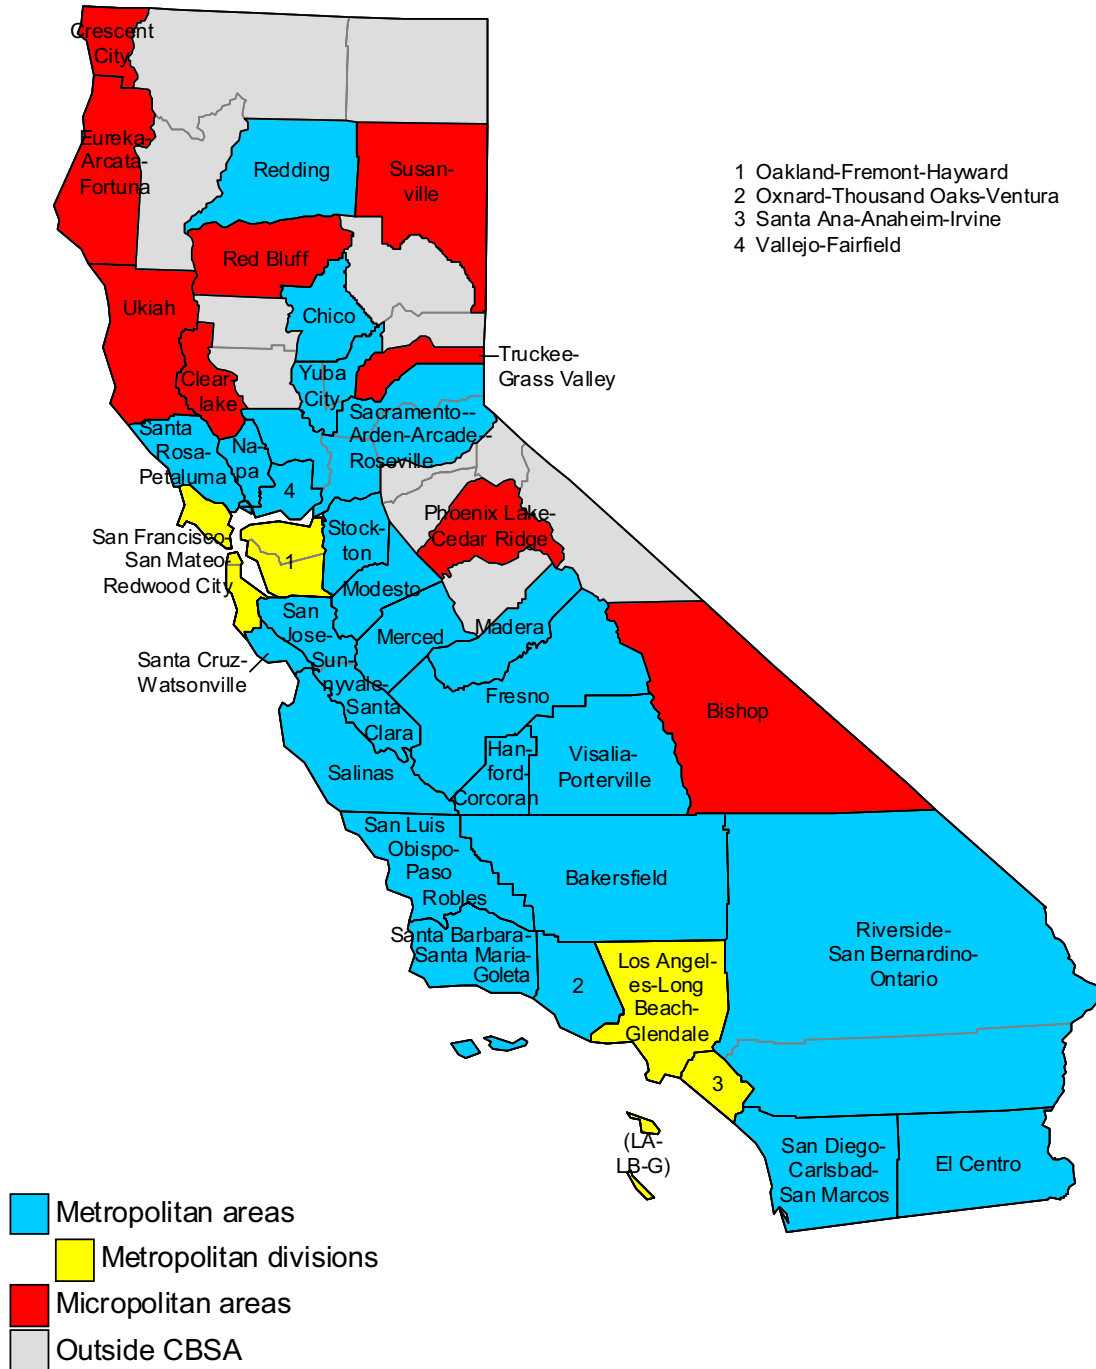 Crescent
City
Eureka-
Arcata-
Fortuna
Redding
Susan-
ville
1 Oakland-Fremont-Hayward
2 Oxnard-Thousand Oaks-Ventura
3 Santa Ana-Anaheim-Irvine
4 Vallejo-Fairfield
Red Bluff
Ukiah
Chico
Truckee-
Grass Valley
Clear-
lake
Yuba
City
Sacramento--
Arden-Arcade--
Roseville
Santa
Rosa-
Petaluma
Na-
pa
4
Phoenix Lake-
Cedar Ridge
Stock-
ton
San Francisco-
San Mateo-
Redwood City
1
Modesto
San
Jose-
Sun-
nyvale-
Santa
Clara
Merced
Madera
Santa Cruz-
Watsonville
Fresno
Bishop
Salinas
Han-
ford-
Corcoran
Visalia-
Porterville
San Luis
Obispo-
Paso
Robles
Bakersfield
Santa Barbara-
Santa Maria-
Goleta
2
Los Angel-
es-Long
Beach-
Glendale
Riverside-
San Bernardino-
Ontario
3
(LA-
LB-G)
San Diego-
Carlsbad-
San Marcos
El Centro
Metropolitan areas
Metropolitan divisions
Micropolitan areas
Outside CBSA